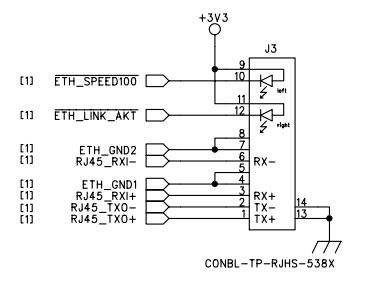 +3V3
J3
9
[1] ETH_SPEED100 10 left
11
[1] ETH_LINK_AKT 12 right
8
[1] ETH_GND2 7
[1] RJ45_RXI- 6 RX-
5
[1] ETH_GND1 4
[1] RJ45_RXI+ 3 RX+
[1] RJ45_TXO- 2 TX- 14
[1] RJ45_TXO+ 1 TX+ 13
CONBL-TP-RJHS-538X